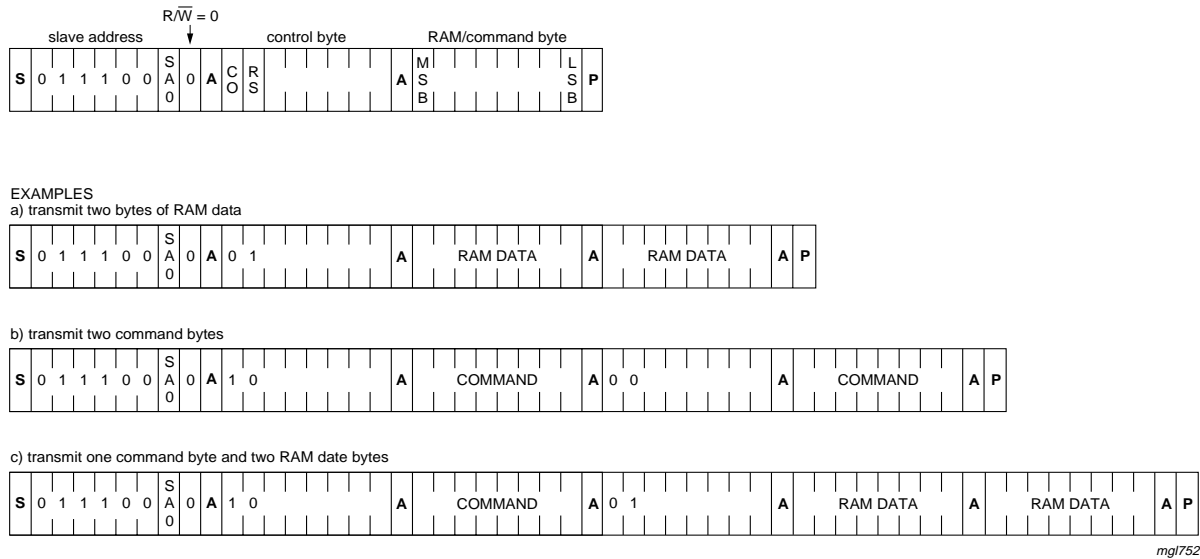 R/W = 0
slave address control byte RAM/command byte
S 0 1 1 1 0 0 SA0 0 A CO RS A MSB LSB P
EXAMPLES
a) transmit two bytes of RAM data
S 0 1 1 1 0 0 SA0 0 A 0 1 A RAM DATA A RAM DATA A P
b) transmit two command bytes
S 0 1 1 1 0 0 SA0 0 A 1 0 A COMMAND A 0 0 A COMMAND A P
c) transmit one command byte and two RAM date bytes
S 0 1 1 1 0 0 SA0 0 A 1 0 A COMMAND A 0 1 A RAM DATA A RAM DATA A P
mgl752